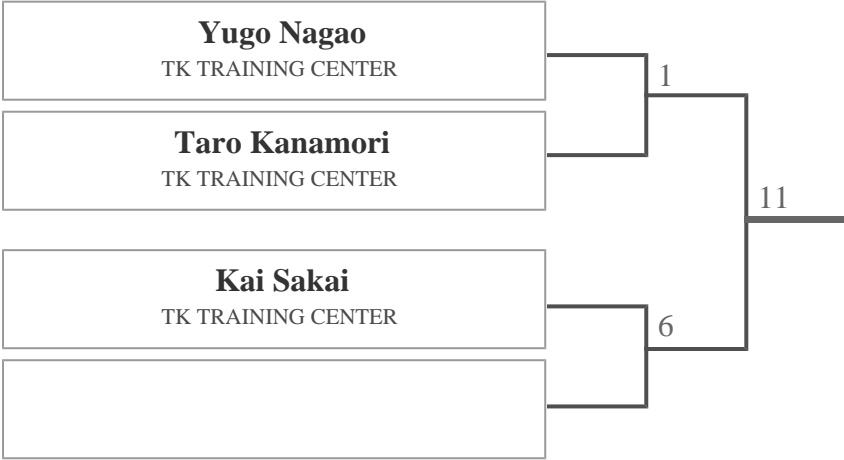 Yugo Nagao
TK TRAINING CENTER
1
Taro Kanamori
TK TRAINING CENTER
11
Kai Sakai
TK TRAINING CENTER
6